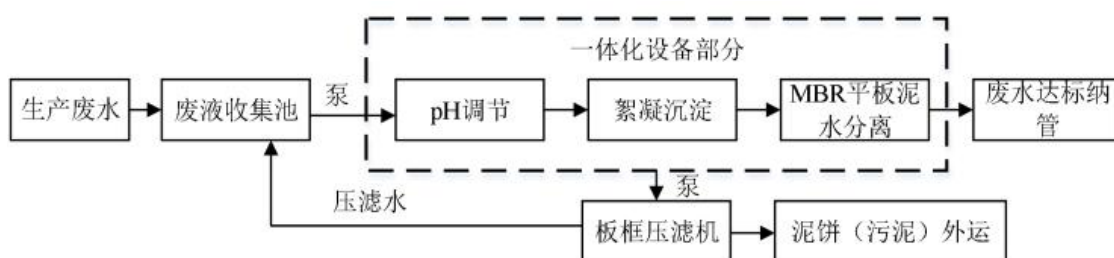 一体化设备部分
生产废水
废液收集池
泵
pH调节
絮凝沉淀
MBR平板泥
水分离
废水达标纳
管
压滤水
泵
板框压滤机
泥饼（污泥）外运